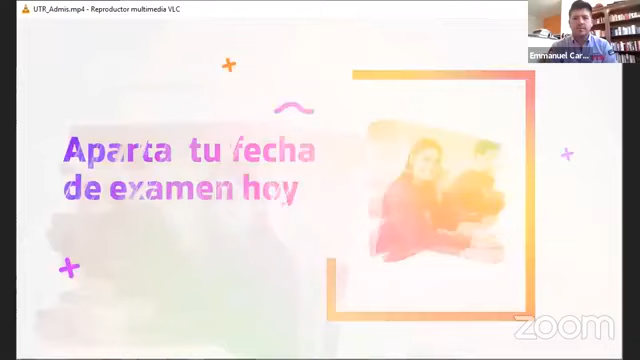 UTR_Admis.mp4 - Reproductor multimedia VLC
Emmanuel Car...
Aparta tu fecha
de examen hoy
zoom